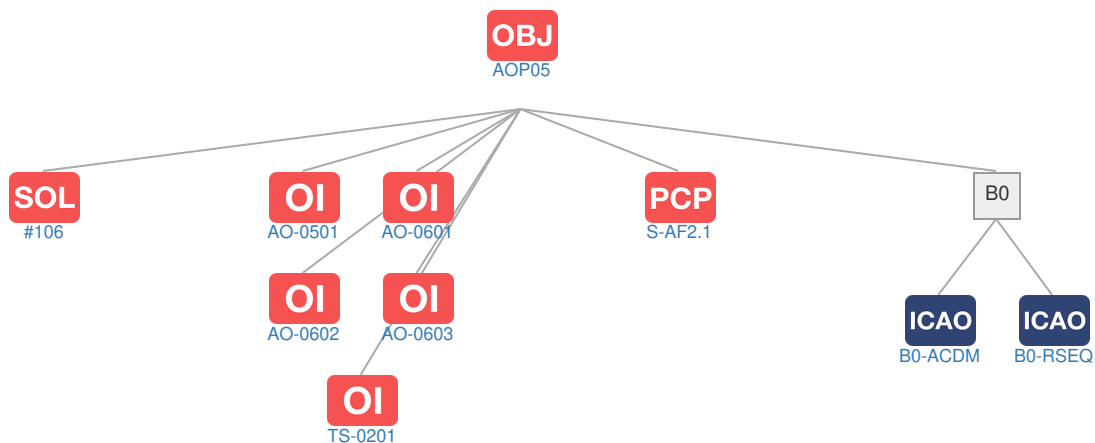 OBJ
AOP05
SOL
#106
OI
AO-0501
OI
AO-0601
PCP
S-AF2.1
B0
OI
AO-0602
OI
AO-0603
ICAO
B0-ACDM
ICAO
B0-RSEQ
OI
TS-0201